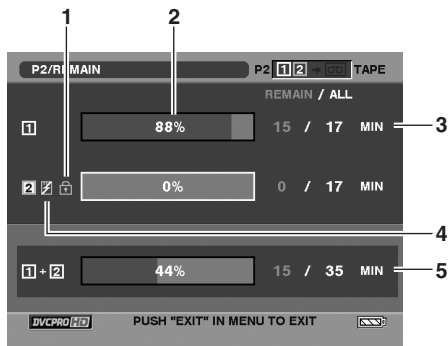 1 2
P2/REMAIN P2 1 2 → TAPE
REMAIN / ALL
1 88% 15 / 17 MIN 3
2 0% 0 / 17 MIN
4
1 + 2 44% 15 / 35 MIN 5
DVCPRO HD PUSH "EXIT" IN MENU TO EXIT